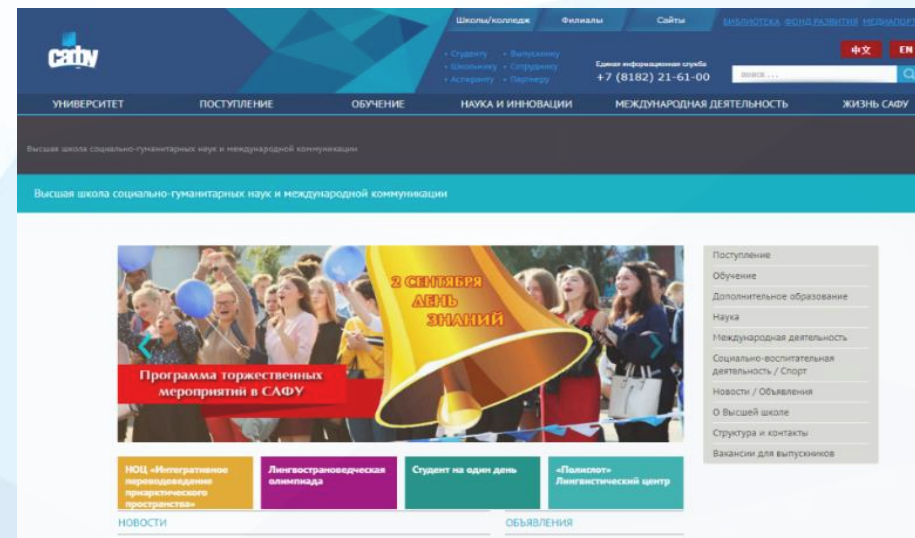 Школы/колледж Филиалы Сайты БИБЛИОТЕКА ФОНД РАЗВИТИЯ МЕДИАПОРТ
сафу
• Студенту • Выпускнику
• Школьнику • Сотруднику
• Аспиранту • Партнеру
Единая информационная служба
+7 (8182) 21-61-00
中文 EN
поиск ...
УНИВЕРСИТЕТ ПОСТУПЛЕНИЕ ОБУЧЕНИЕ НАУКА И ИННОВАЦИИ МЕЖДУНАРОДНАЯ ДЕЯТЕЛЬНОСТЬ ЖИЗНЬ САФУ
Высшая школа социально-гуманитарных наук и международной коммуникации
Высшая школа социально-гуманитарных наук и международной коммуникации
2 СЕНТЯБРЯ
ДЕНЬ
ЗНАНИЙ
Программа торжественных
мероприятий в САФУ
Поступление
Обучение
Дополнительное образование
Наука
Международная деятельность
Социально-воспитательная
деятельность / Спорт
Новости / Объявления
О Высшей школе
Структура и контакты
Вакансии для выпускников
НОЦ «Интегративное
переводоведение
приарктического
пространства»
Лингвострановедческая
олимпиада
Студент на один день
«Полиглот»
Лингвистический центр
НОВОСТИ
ОБЪЯВЛЕНИЯ